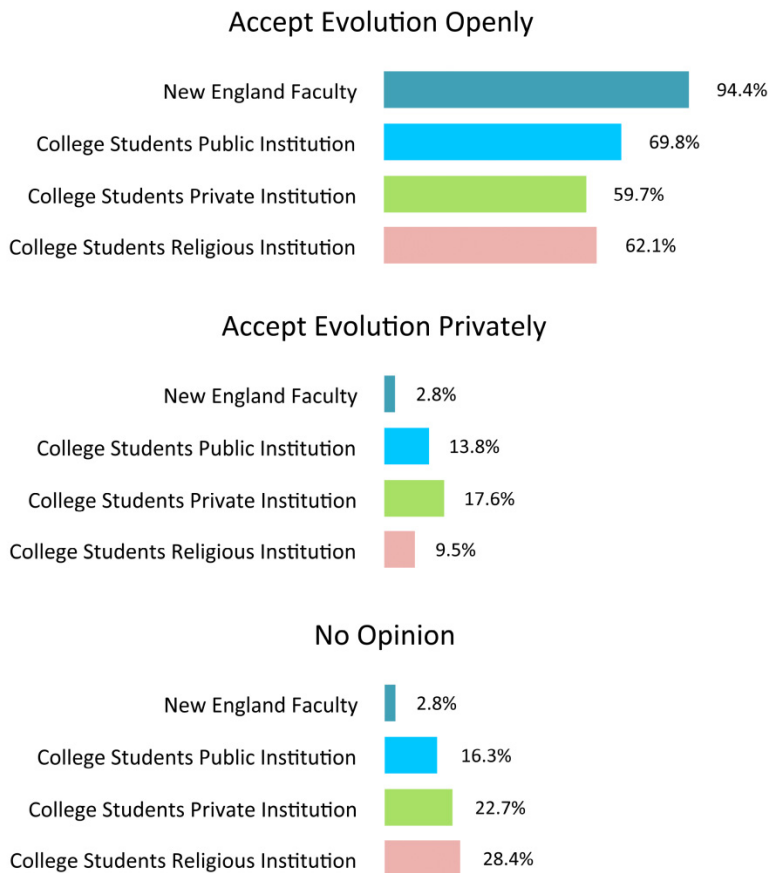 Accept Evolution Openly
New England Faculty 94.4%
College Students Public Institution 69.8%
College Students Private Institution 59.7%
College Students Religious Institution 62.1%
Accept Evolution Privately
New England Faculty 2.8%
College Students Public Institution 13.8%
College Students Private Institution 17.6%
College Students Religious Institution 9.5%
No Opinion
New England Faculty 2.8%
College Students Public Institution 16.3%
College Students Private Institution 22.7%
College Students Religious Institution 28.4%